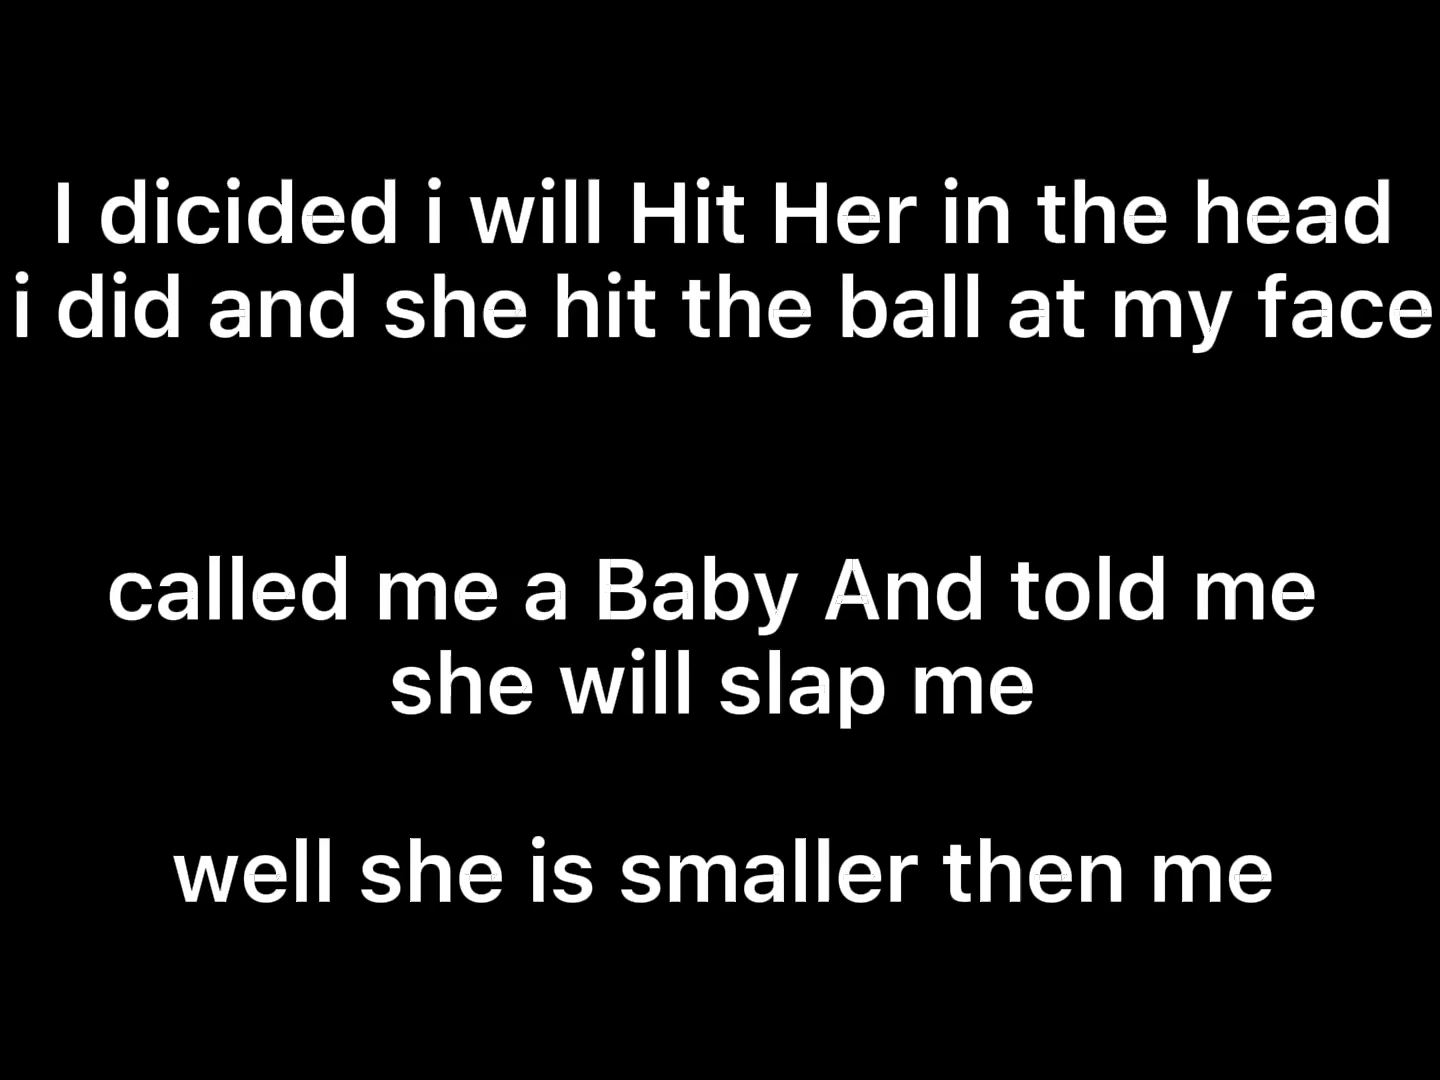 I dicided i will Hit Her in the head
i did and she hit the ball at my face
called me a Baby And told me
she will slap me
well she is smaller then me